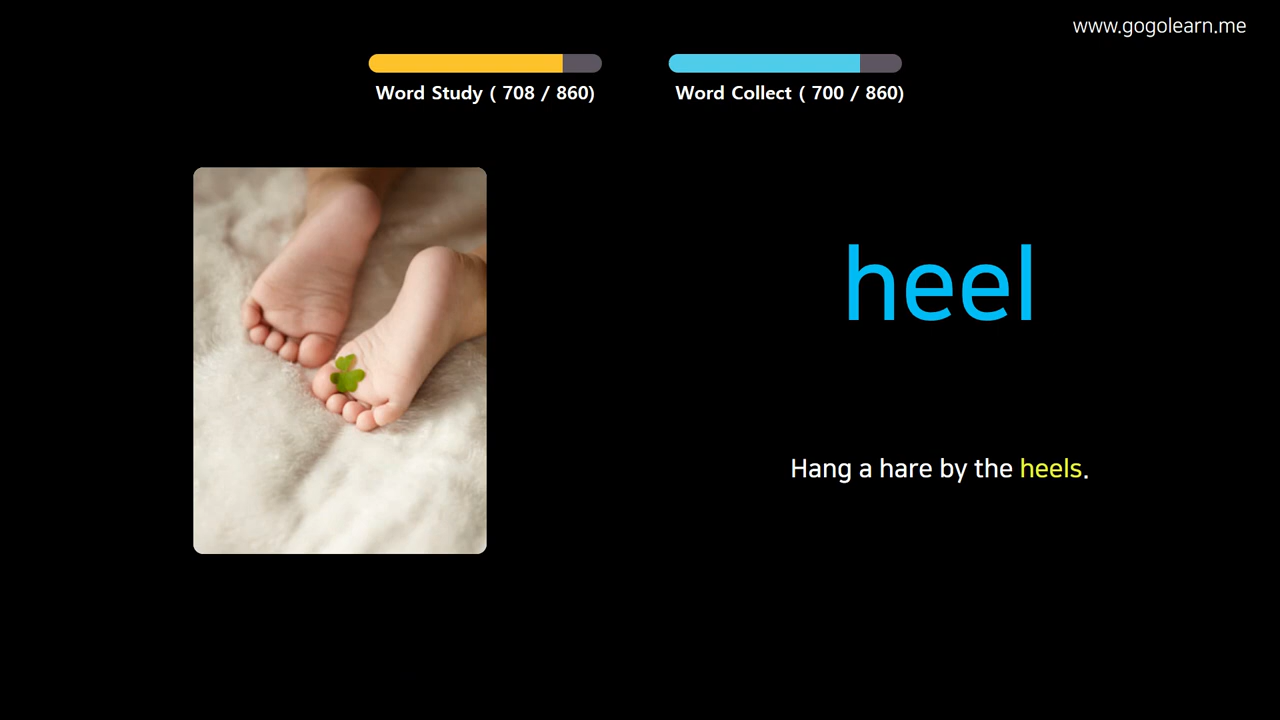 www.gogolearn.me
Word Study ( 708 / 860)
Word Collect ( 700 / 860)
heel
Hang a hare by the heels.